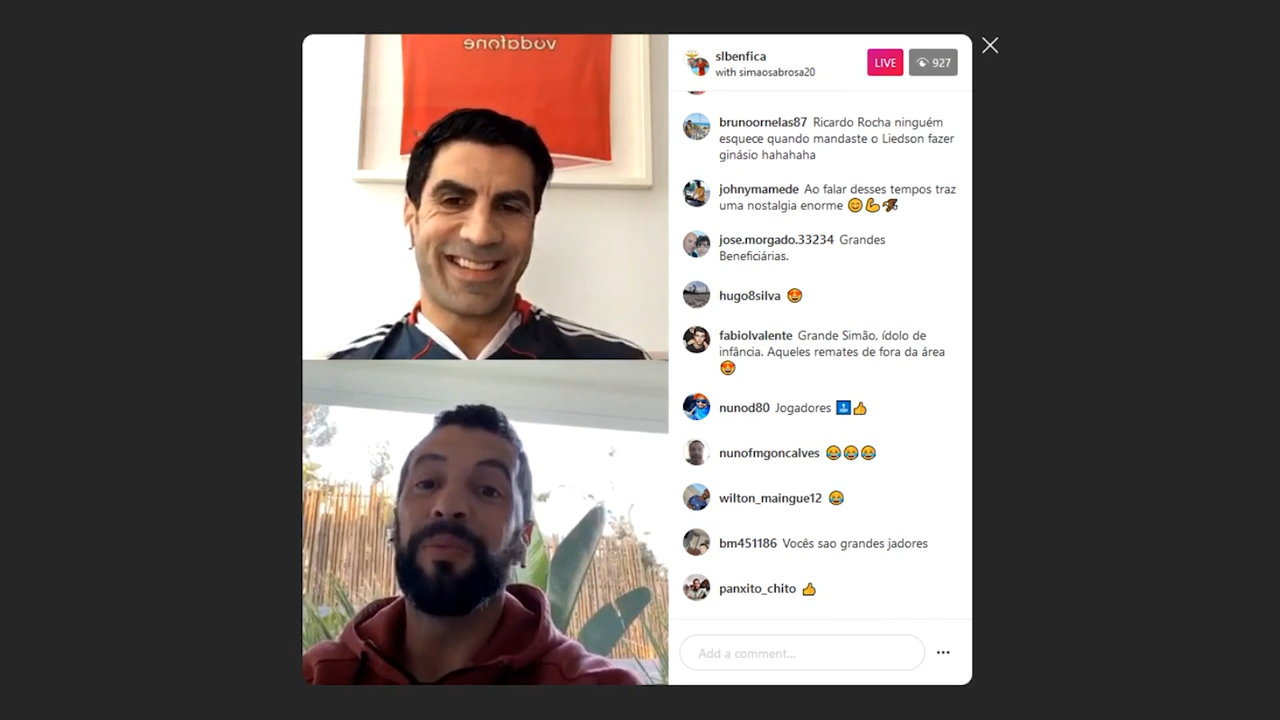 vodafone
slbenfica
with simaosabrosa20
LIVE
927
brunoornelas87 Ricardo Rocha ninguém
esquece quando mandaste o Liedson fazer
ginásio hahahaha
johnymamede Ao falar desses tempos traz
uma nostalgia enorme 😊💪🦅
jose.morgado.33234 Grandes
Beneficiárias.
hugo8silva 😍
fabiolvalente Grande Simão, ídolo de
infância. Aqueles remates de fora da área
😍
nunod80 Jogadores 🔝👍
nunofmgoncalves 😂😂😂
wilton_maingue12 😂
bm451186 Vocês sao grandes jadores
panxito_chito 👍
Add a comment...